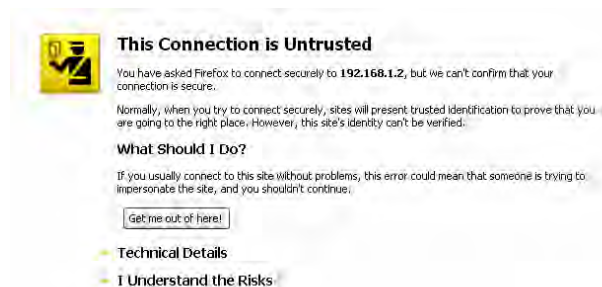 This Connection is Untrusted
You have asked Firefox to connect securely to 192.168.1.2, but we can't confirm that your
connection is secure.
Normally, when you try to connect securely, sites will present trusted identification to prove that you
are going to the right place. However, this site's identity can't be verified.
What Should I Do?
If you usually connect to this site without problems, this error could mean that someone is trying to
impersonate the site, and you shouldn't continue.
Get me out of here!
Technical Details
I Understand the Risks